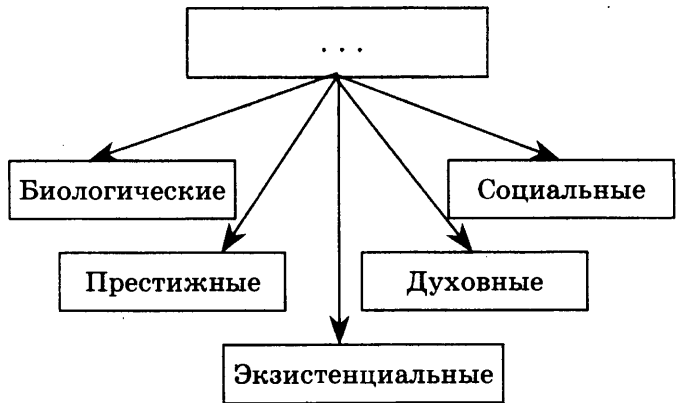 ...
Биологические
Социальные
Престижные
Духовные
Экзистенциальные